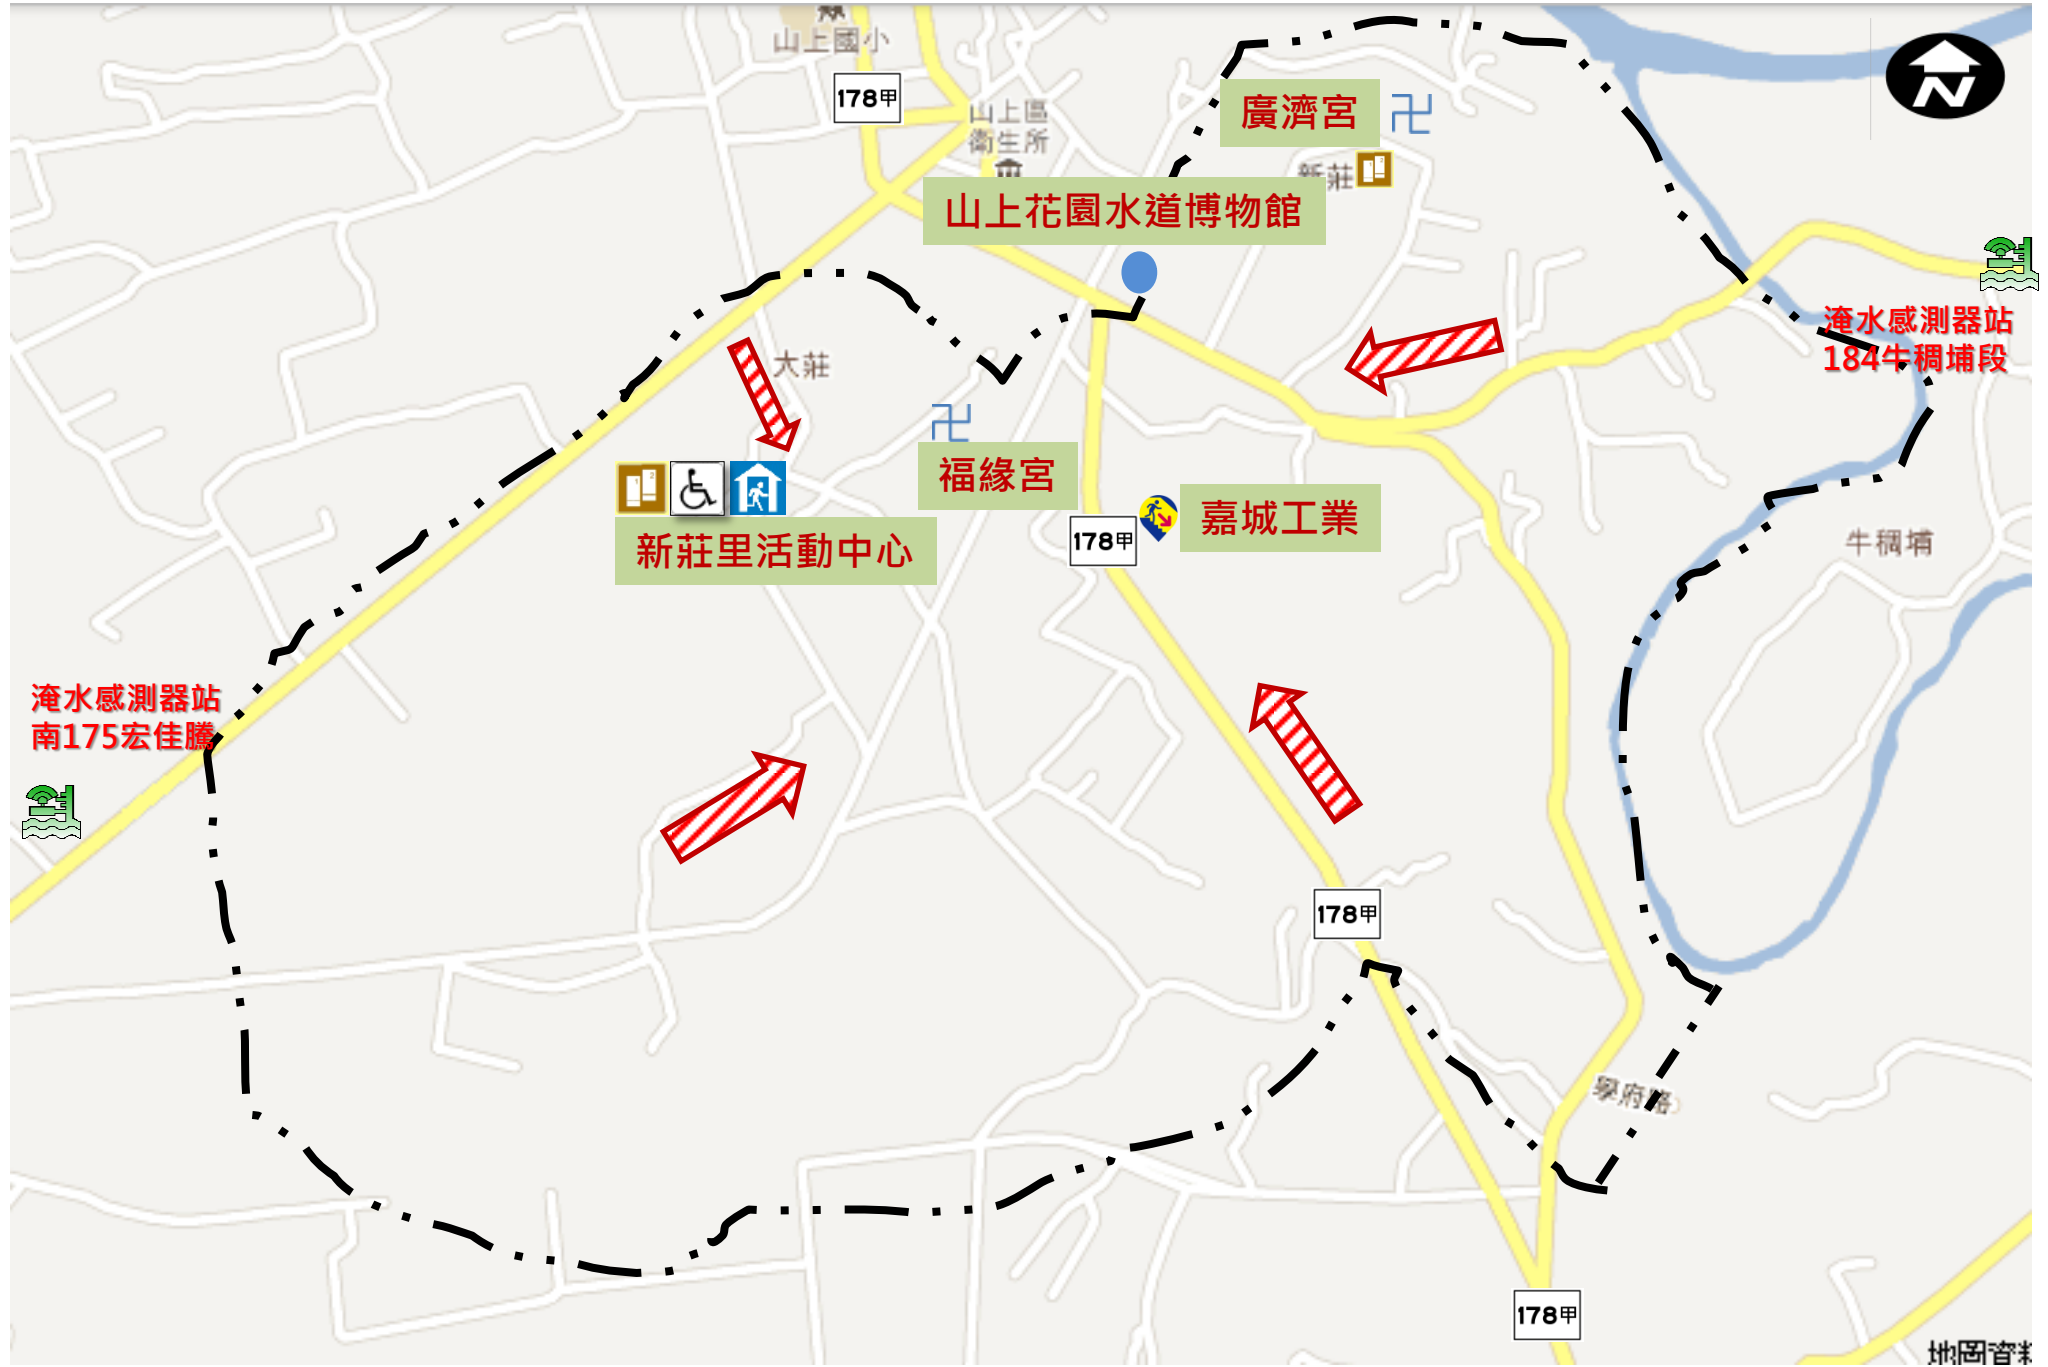 山上國小
178甲
N
山上區
衛生所
廣濟宮
新莊
山上花園水道博物館
淹水感測器站
184牛稠埔段
大莊
福緣宮
嘉城工業
178甲
新莊里活動中心
牛稠埔
淹水感測器站
南175宏佳騰
178甲
學府路
178甲
地圖資料